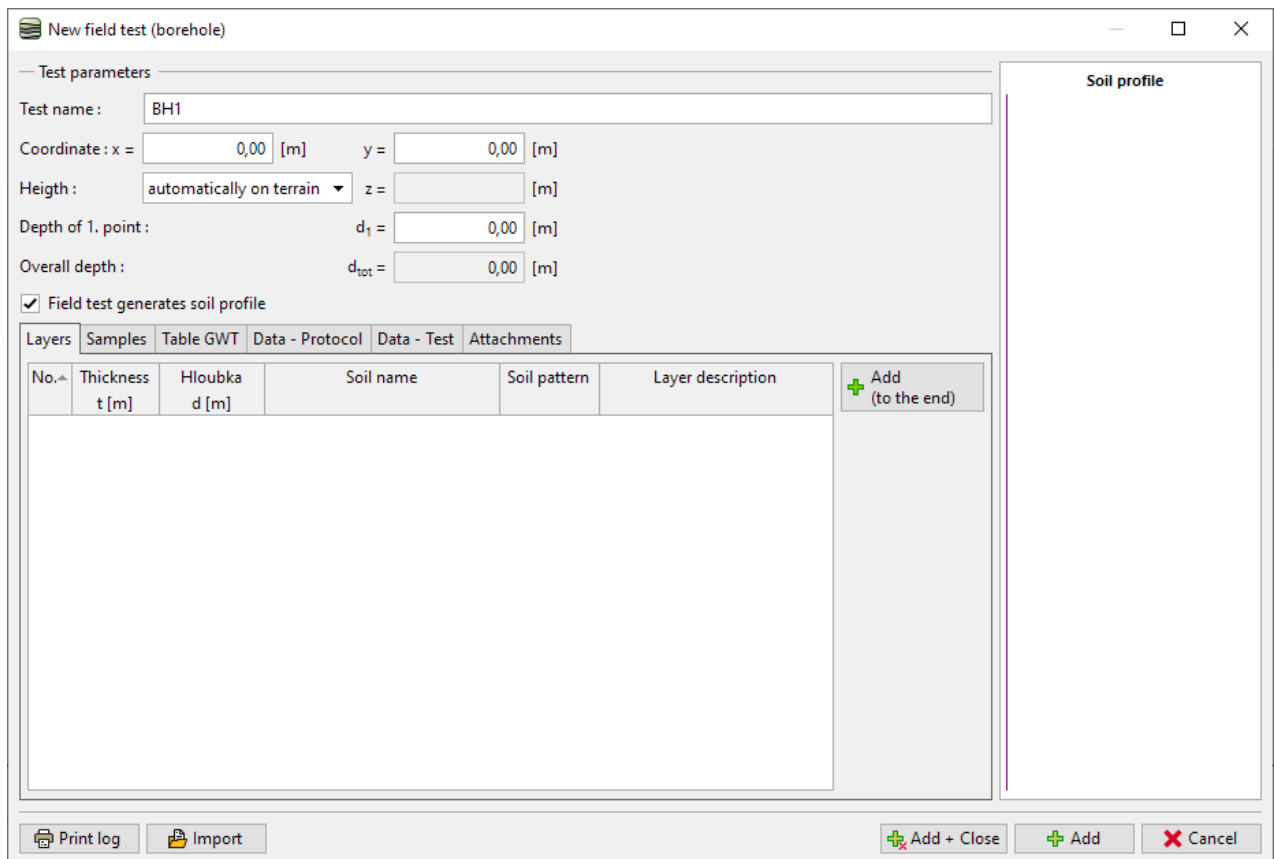 New field test (borehole)
Test parameters
Soil profile
Test name : BH1
Coordinate : x = 0,00 [m] y = 0,00 [m]
Heigth : automatically on terrain z = [m]
Depth of 1. point : d1 = 0,00 [m]
Overall depth : dtot = 0,00 [m]
Field test generates soil profile
Layers Samples Table GWT Data - Protocol Data - Test Attachments
No. Thickness Hloubka Soil name Soil pattern Layer description Add
t [m] d [m] (to the end)
Print log Import Add + Close Add Cancel